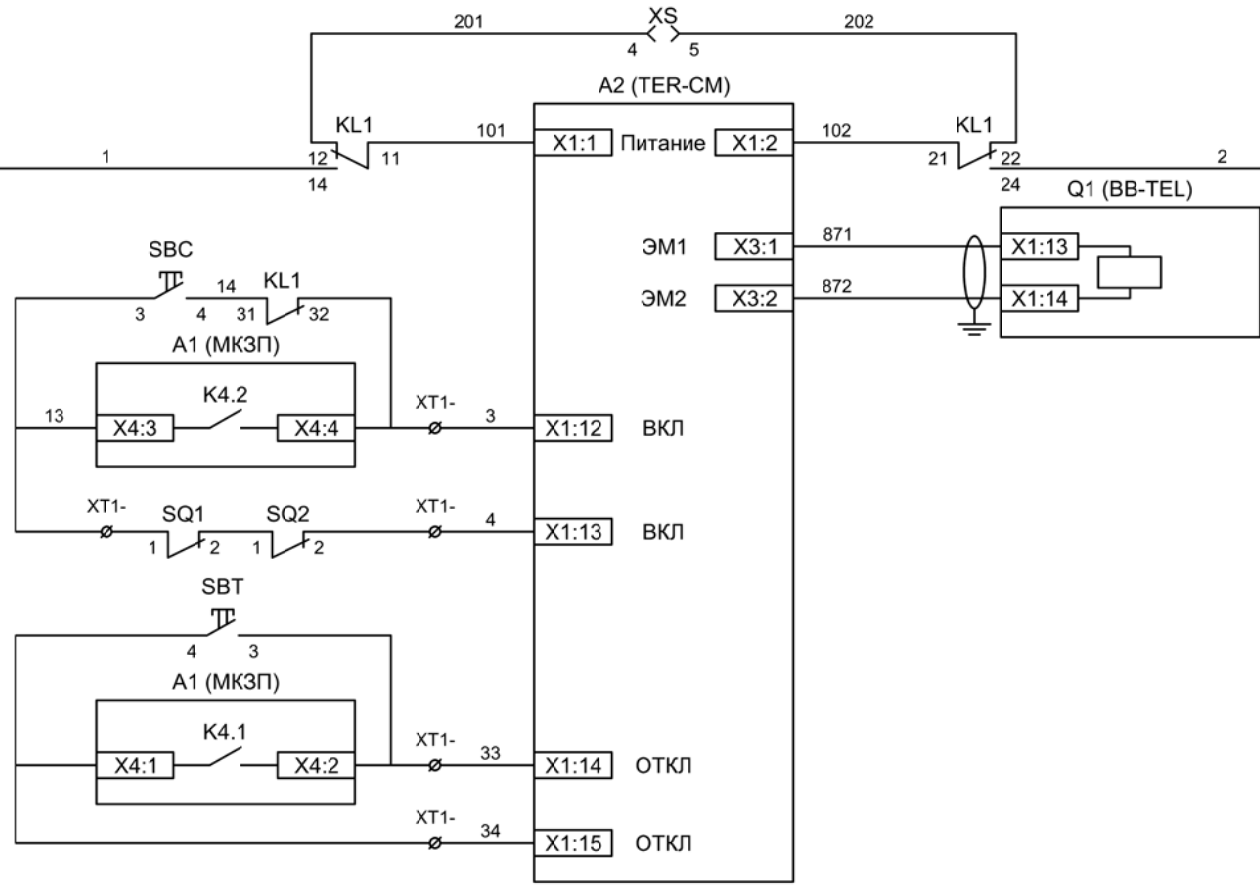 201 XS 202
4 5
A2 (TER-CM)
KL1 101 X1:1 Питание X1:2 102 KL1
1 12 11 21 22 2
14 24
Q1 (BB-TEL)
ЭМ1 X3:1 871 X1:13
ЭМ2 X3:2 872 X1:14
SBC
14 KL1
3 4 31 32
A1 (МКЗП)
K4.2
13 X4:3 X4:4 XT1- 3 X1:12 ВКЛ
XT1- SQ1 SQ2 XT1- 4 X1:13 ВКЛ
1 2 1 2
SBT
4 3
A1 (МКЗП)
K4.1
X4:1 X4:2 XT1- 33 X1:14 ОТКЛ
XT1- 34 X1:15 ОТКЛ